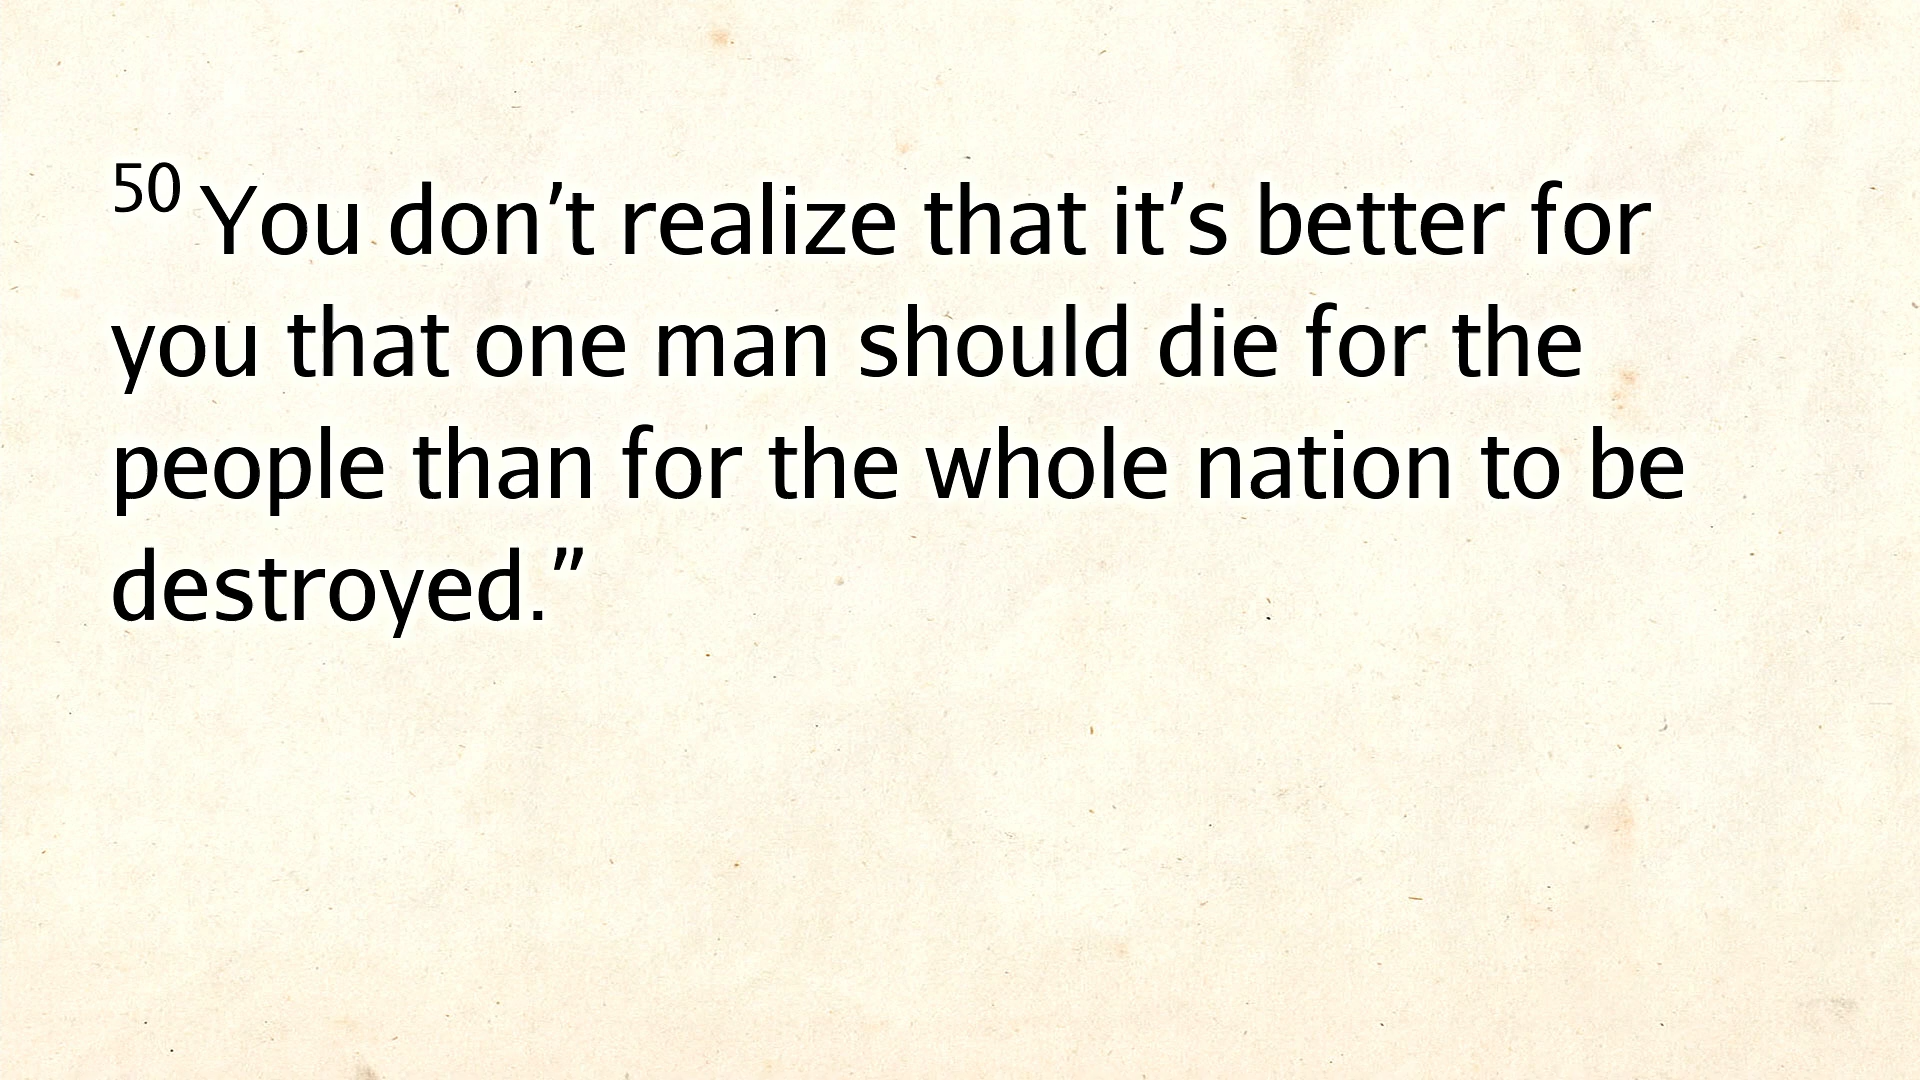 50 You don’t realize that it’s better for
you that one man should die for the
people than for the whole nation to be
destroyed.”